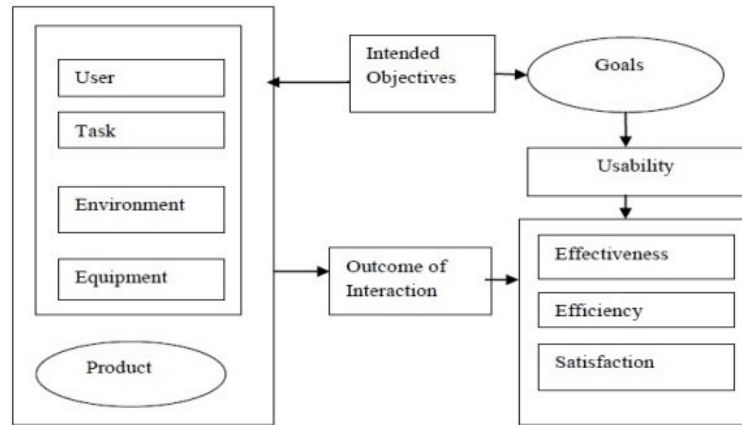 User
Task
Environment
Equipment
Product
Intended
Objectives
Outcome of
Interaction
Goals
Usability
Effectiveness
Efficiency
Satisfaction